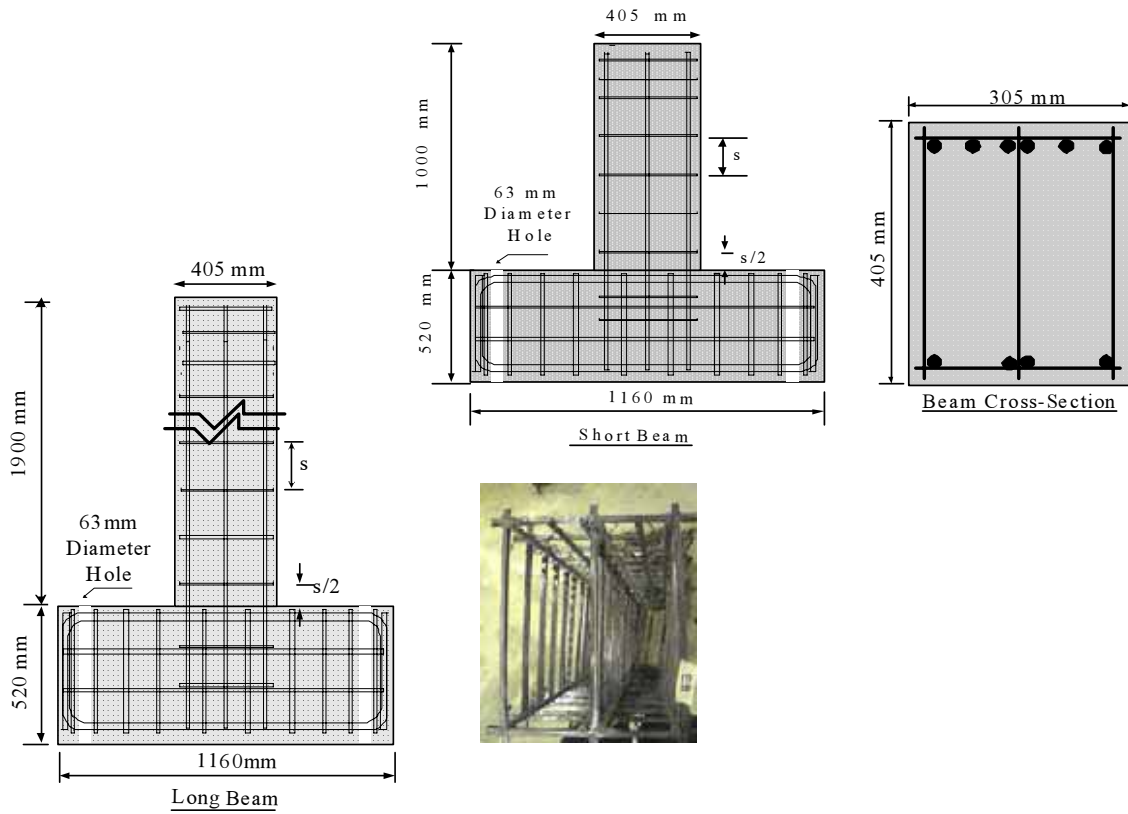 405 mm
1000 mm
63 mm
Diameter
Hole
s
s/2
520 mm
1160 mm
Short Beam
305 mm
405 mm
Beam Cross-Section
405 mm
1900 mm
s
63mm
Diameter
Hole
s/2
520 mm
1160mm
Long Beam